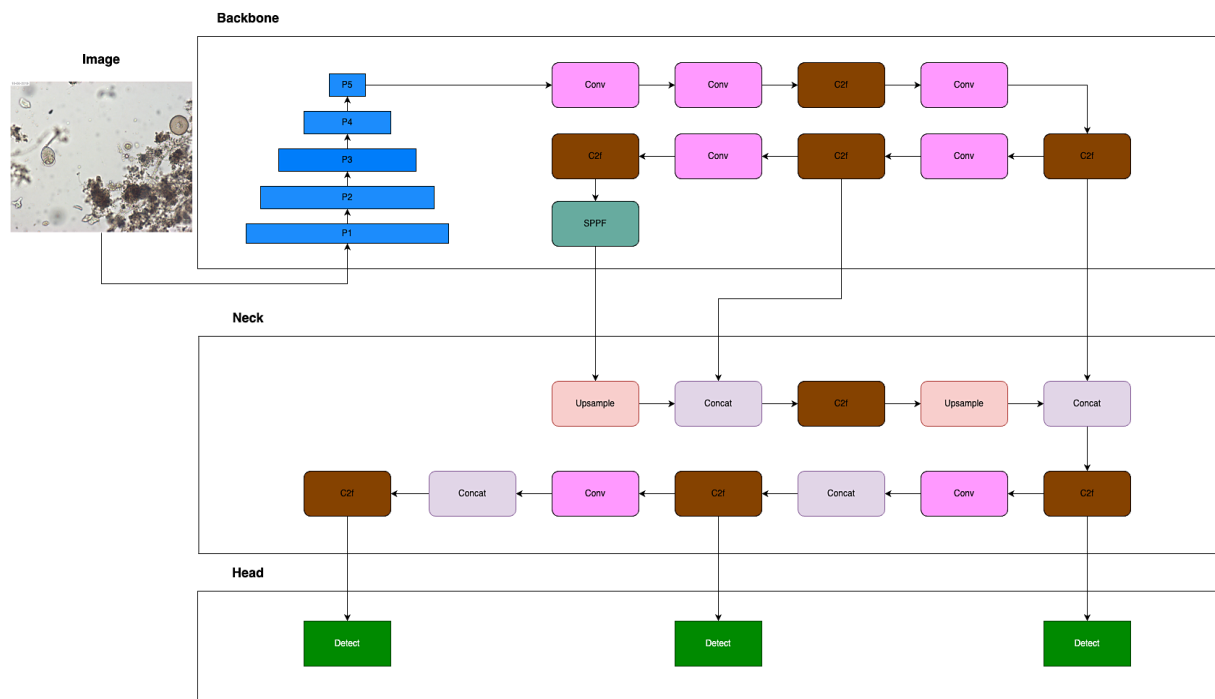 Backbone
Image
P5
Conv
Conv
C2f
Conv
P4
P3
C2f
Conv
C2f
Conv
C2f
P2
SPPF
P1
Neck
Upsample
Concat
C2f
Upsample
Concat
C2f
Concat
Conv
C2f
Concat
Conv
C2f
Head
Detect
Detect
Detect